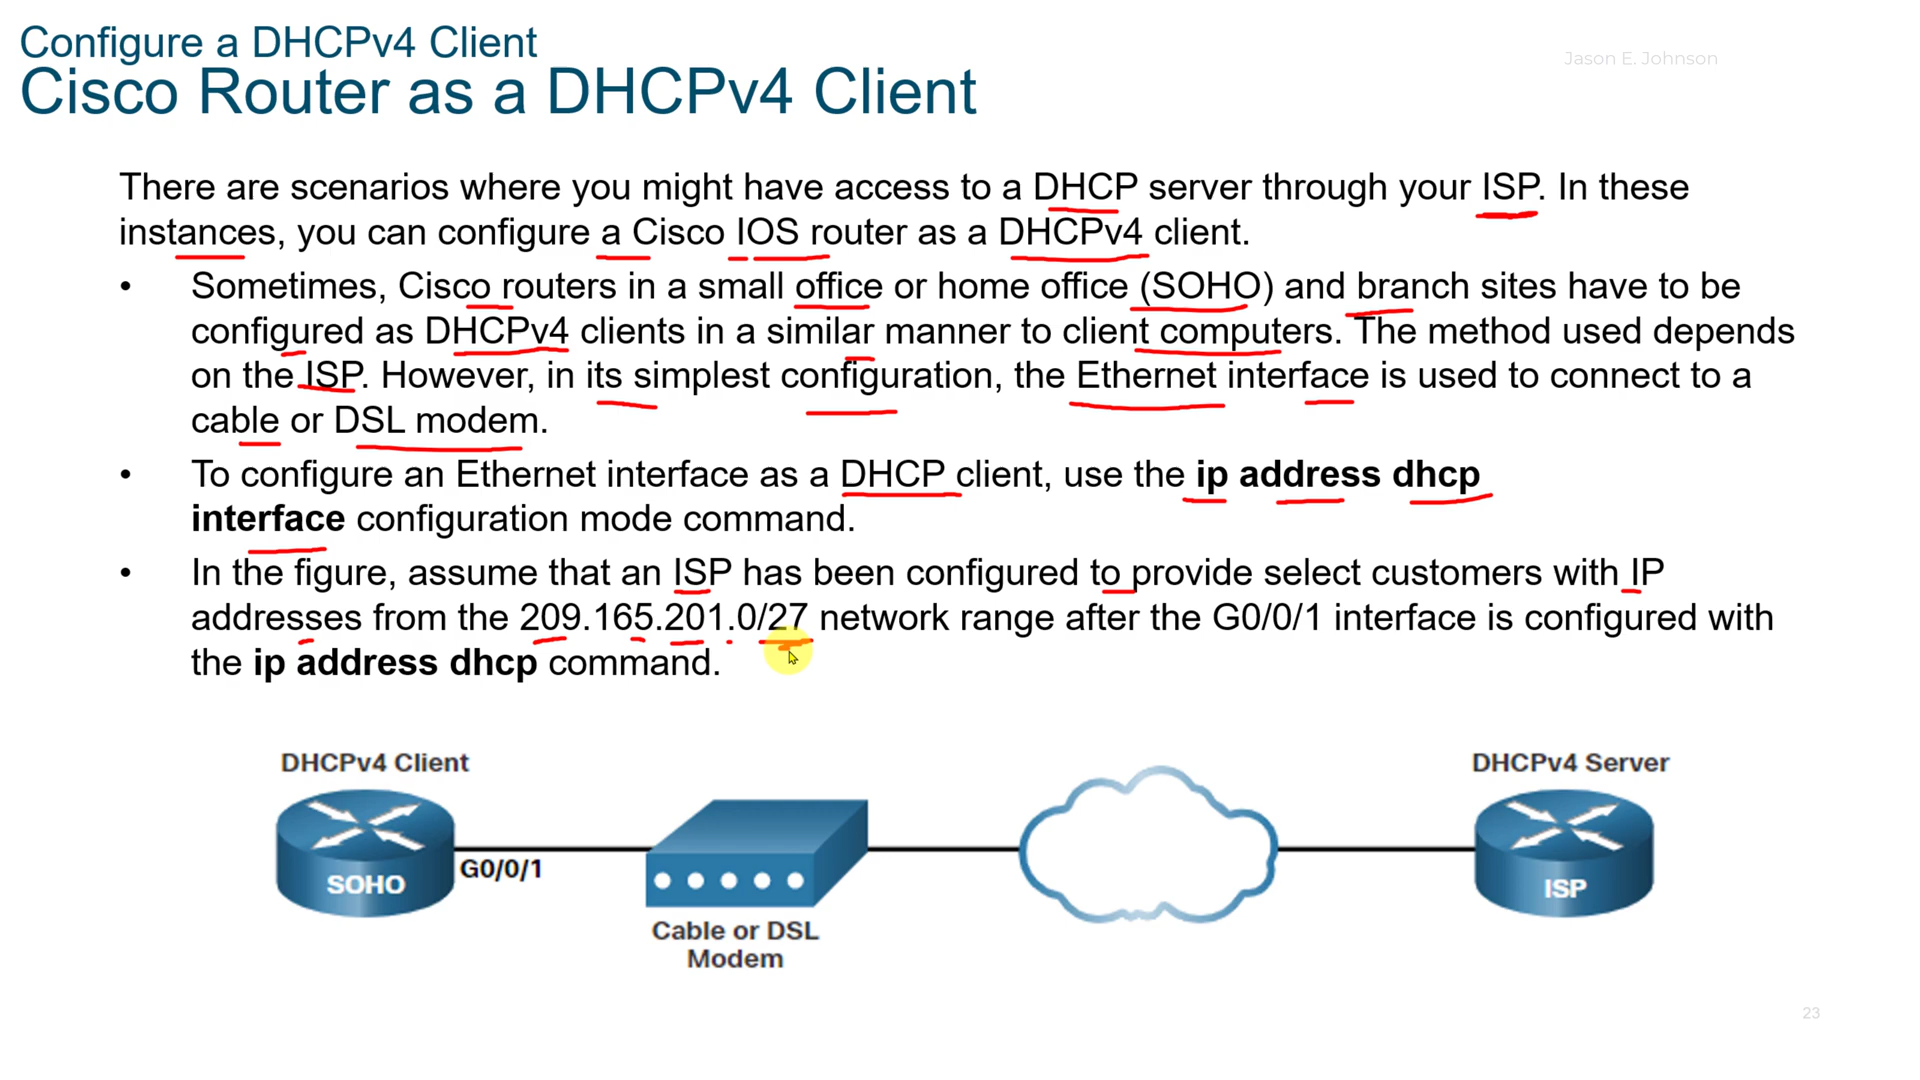 Configure a DHCPv4 Client
Jason E. Johnson
Cisco Router as a DHCPv4 Client
There are scenarios where you might have access to a DHCP server through your ISP. In these
instances, you can configure a Cisco IOS router as a DHCPv4 client.
• Sometimes, Cisco routers in a small office or home office (SOHO) and branch sites have to be
configured as DHCPv4 clients in a similar manner to client computers. The method used depends
on the ISP. However, in its simplest configuration, the Ethernet interface is used to connect to a
cable or DSL modem.
• To configure an Ethernet interface as a DHCP client, use the ip address dhcp
interface configuration mode command.
• In the figure, assume that an ISP has been configured to provide select customers with IP
addresses from the 209.165.201.0/27 network range after the G0/0/1 interface is configured with
the ip address dhcp command.
DHCPv4 Client
DHCPv4 Server
SOHO
G0/0/1
ISP
Cable or DSL
Modem
23